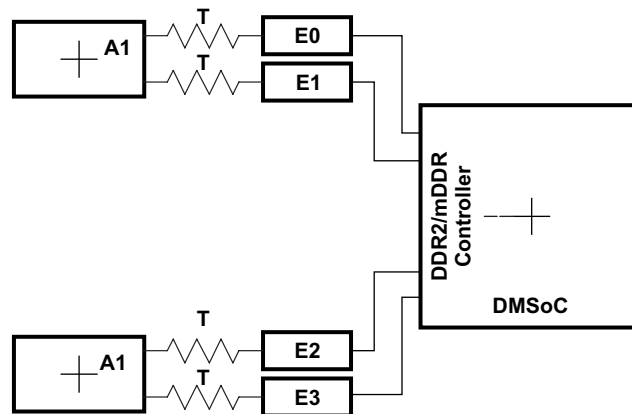 T
A1
E0
T
E1
DDR2/mDDR
Controller
DMSoC
T
A1
E2
T
E3